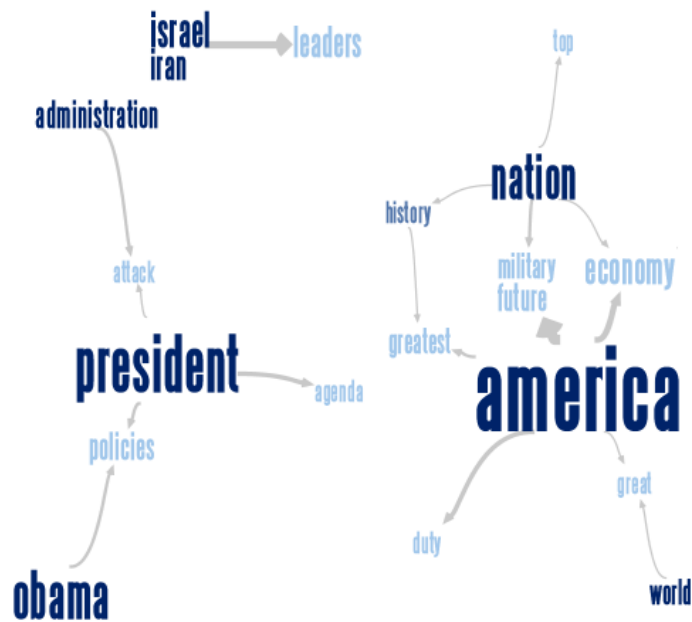 israel
iran
leaders
top
administration
nation
history
attack
military
future
economy
greatest
president
agenda
america
policies
great
duty
obama
world